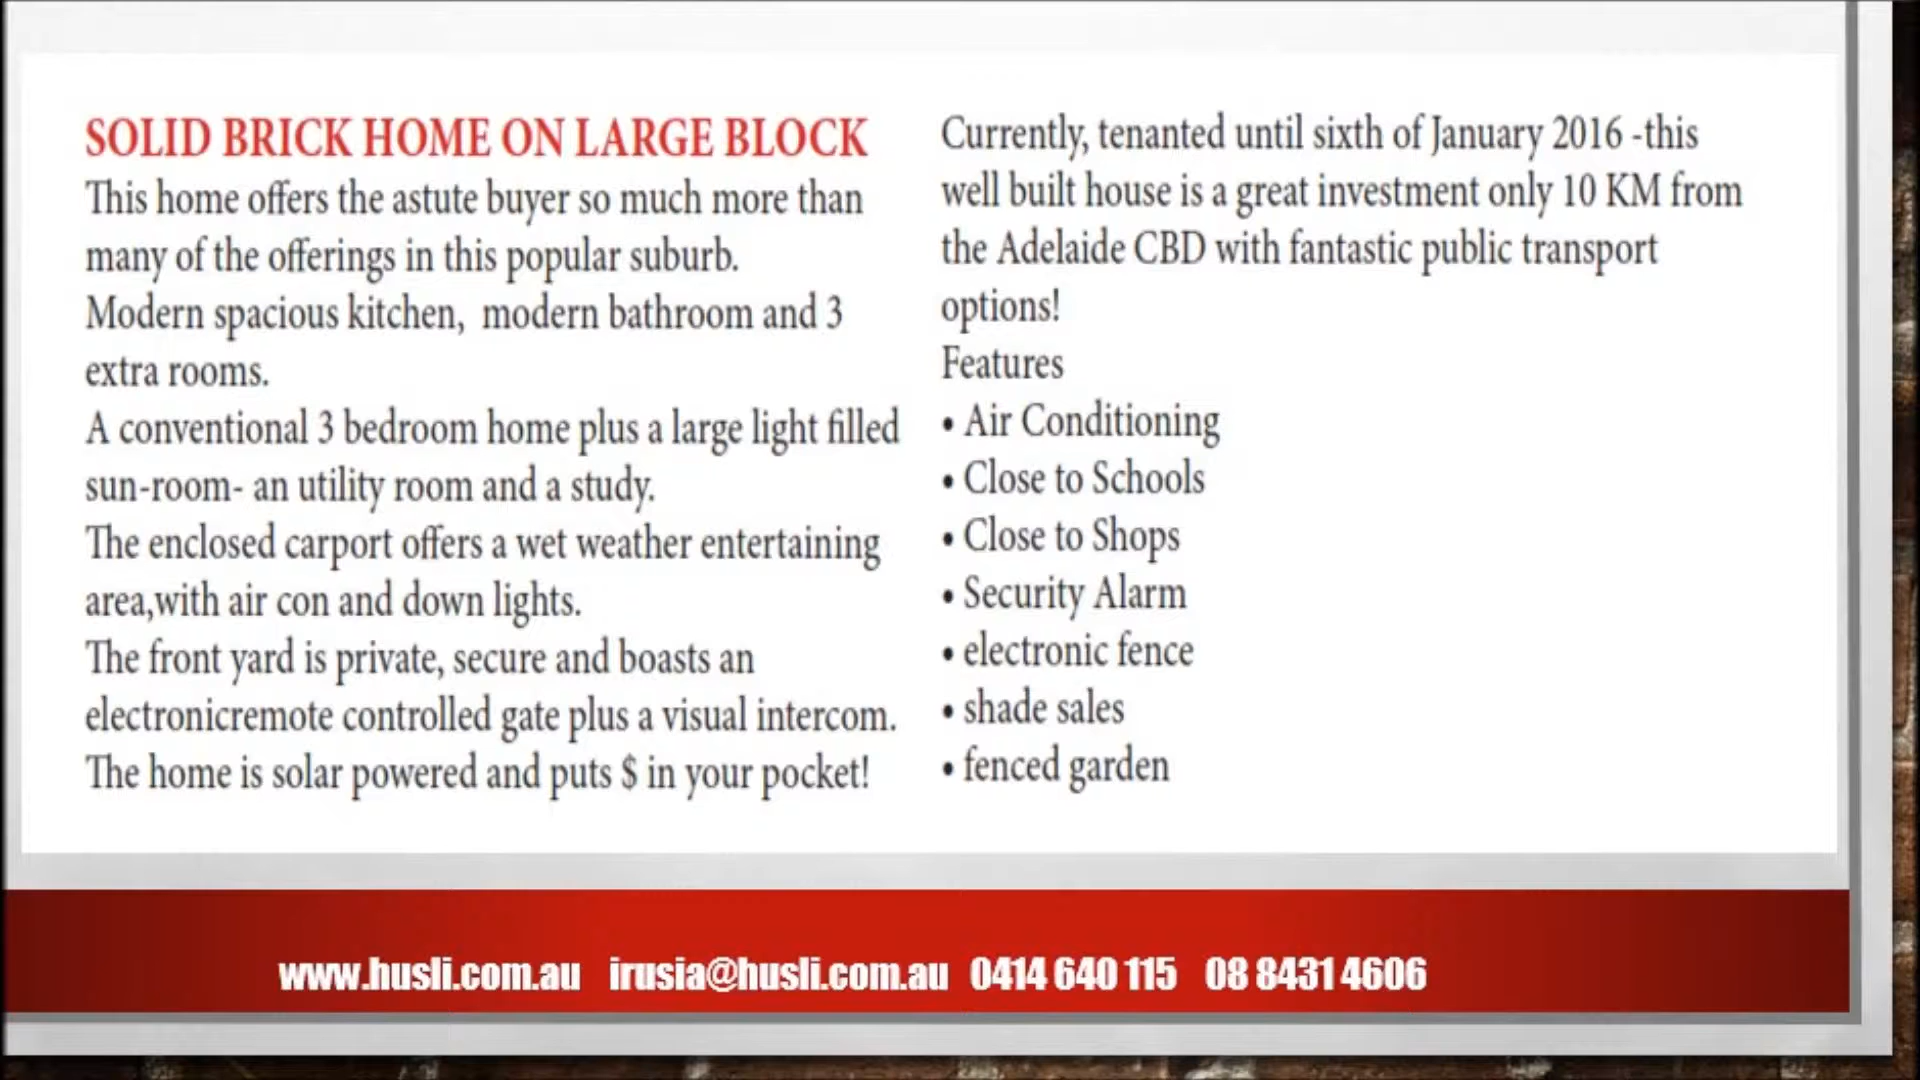 SOLID BRICK HOME ON LARGE BLOCK
This home offers the astute buyer so much more than
many of the offerings in this popular suburb.
Modern spacious kitchen,  modern bathroom and 3
extra rooms.
A conventional 3 bedroom home plus a large light filled
sun-room- an utility room and a study.
The enclosed carport offers a wet weather entertaining
area,with air con and down lights.
The front yard is private, secure and boasts an
electronicremote controlled gate plus a visual intercom.
The home is solar powered and puts $ in your pocket!
Currently, tenanted until sixth of January 2016 -this
well built house is a great investment only 10 KM from
the Adelaide CBD with fantastic public transport
options!
Features
• Air Conditioning
• Close to Schools
• Close to Shops
• Security Alarm
• electronic fence
• shade sales
• fenced garden
www.husli.com.au irusia@husli.com.au 0414 640 115 08 8431 4606